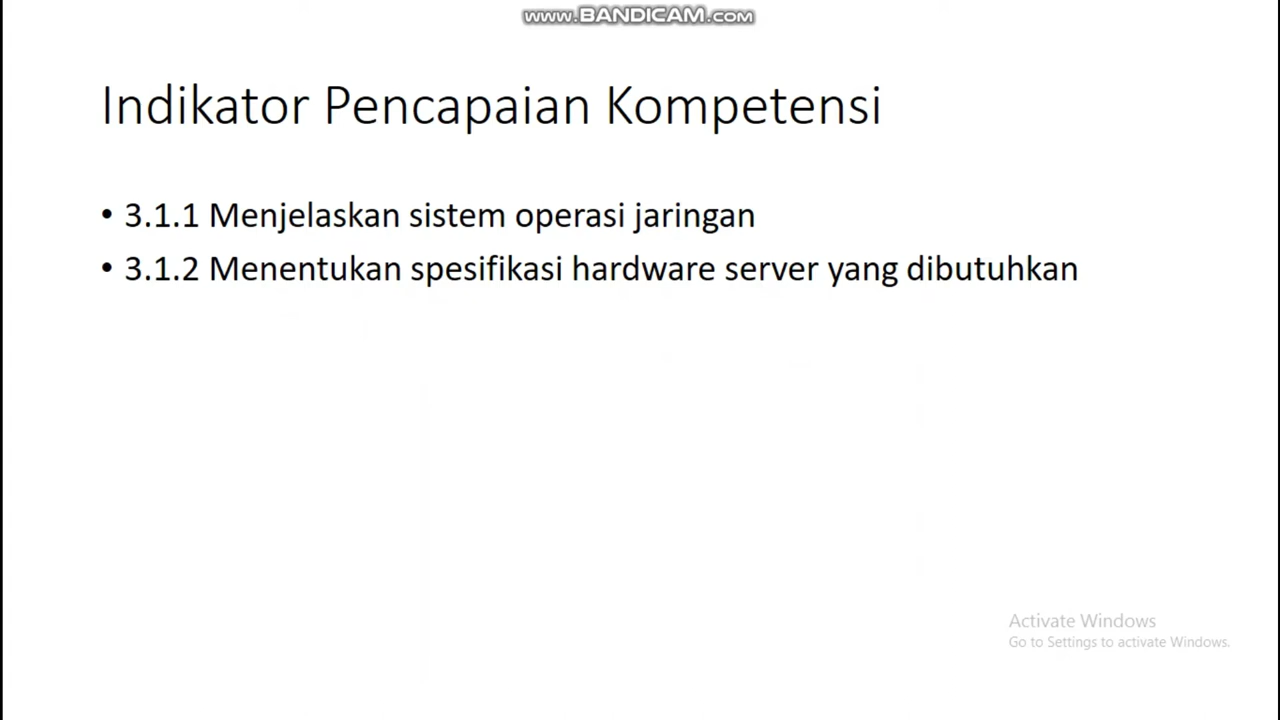 www.BANDICAM.com
Indikator Pencapaian Kompetensi
• 3.1.1 Menjelaskan sistem operasi jaringan
• 3.1.2 Menentukan spesifikasi hardware server yang dibutuhkan
Activate Windows
Go to Settings to activate Windows.